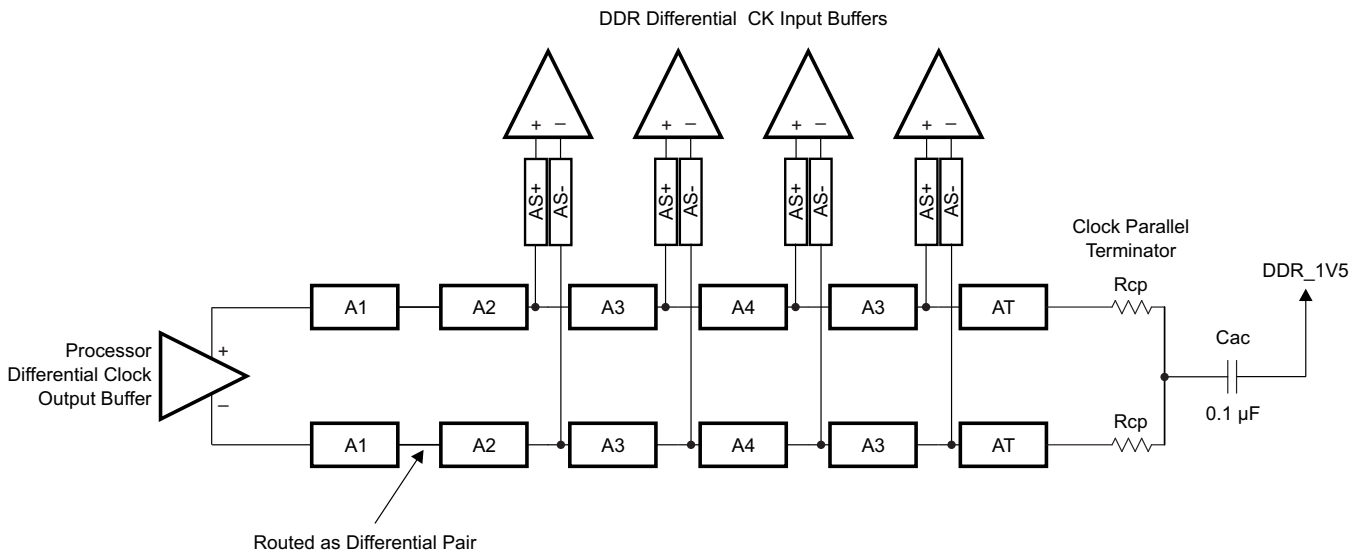 DDR Differential CK Input Buffers
+ – + – + – + –
AS+ AS- AS+ AS- AS+ AS- AS+ AS-
Clock Parallel
Terminator
DDR_1V5
A1 A2 A3 A4 A3 AT
Rcp
Processor
Differential Clock
Output Buffer
+
–
Cac
0.1 µF
A1 A2 A3 A4 A3 AT
Rcp
Routed as Differential Pair